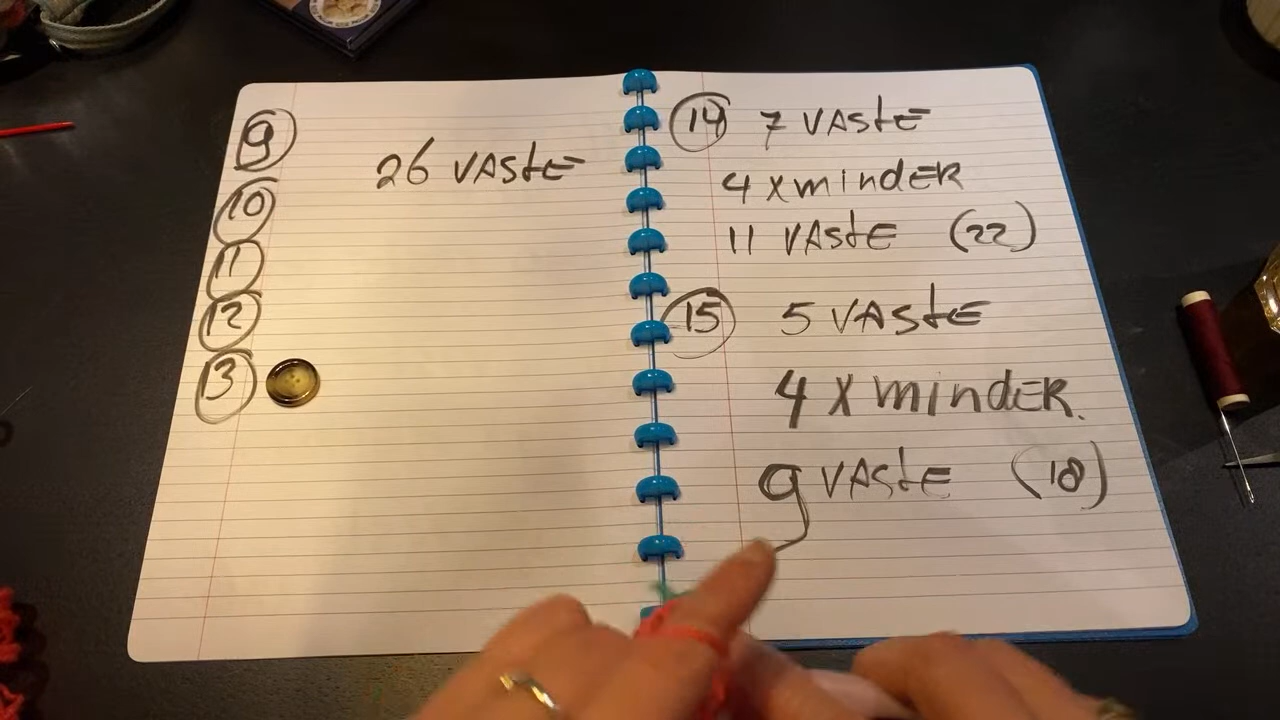 9
26 VASTE
10
11
12
13
14 7 VASTE
4 X MINDER
11 VASTE (22)
15 5 VASTE
4 X MINDER.
9 VASTE (18)